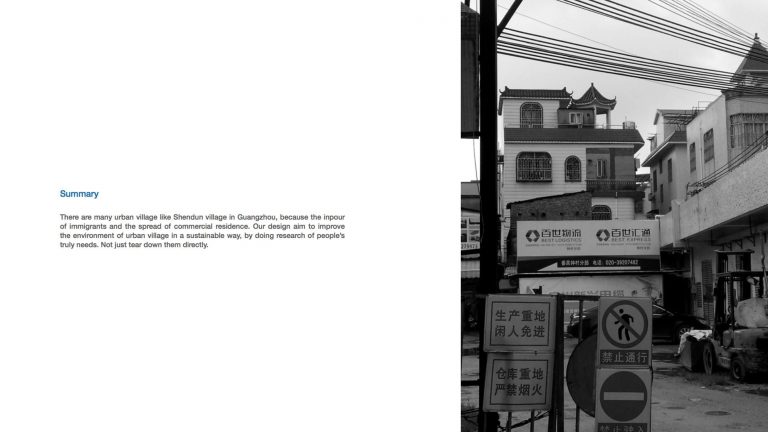 Summary
There are many urban village like Shendun village in Guangzhou, because the inpour
of immigrants and the spread of commercial residence. Our design aim to improve
the environment of urban village in a sustainable way, by doing research of people's
truly needs. Not just tear down them directly.
百世物流
BEST LOGISTICS
百世汇通
BEST EXPRESS
电话: 020-39207482
生产重地
闲人免进
仓库重地
严禁烟火
禁止通行